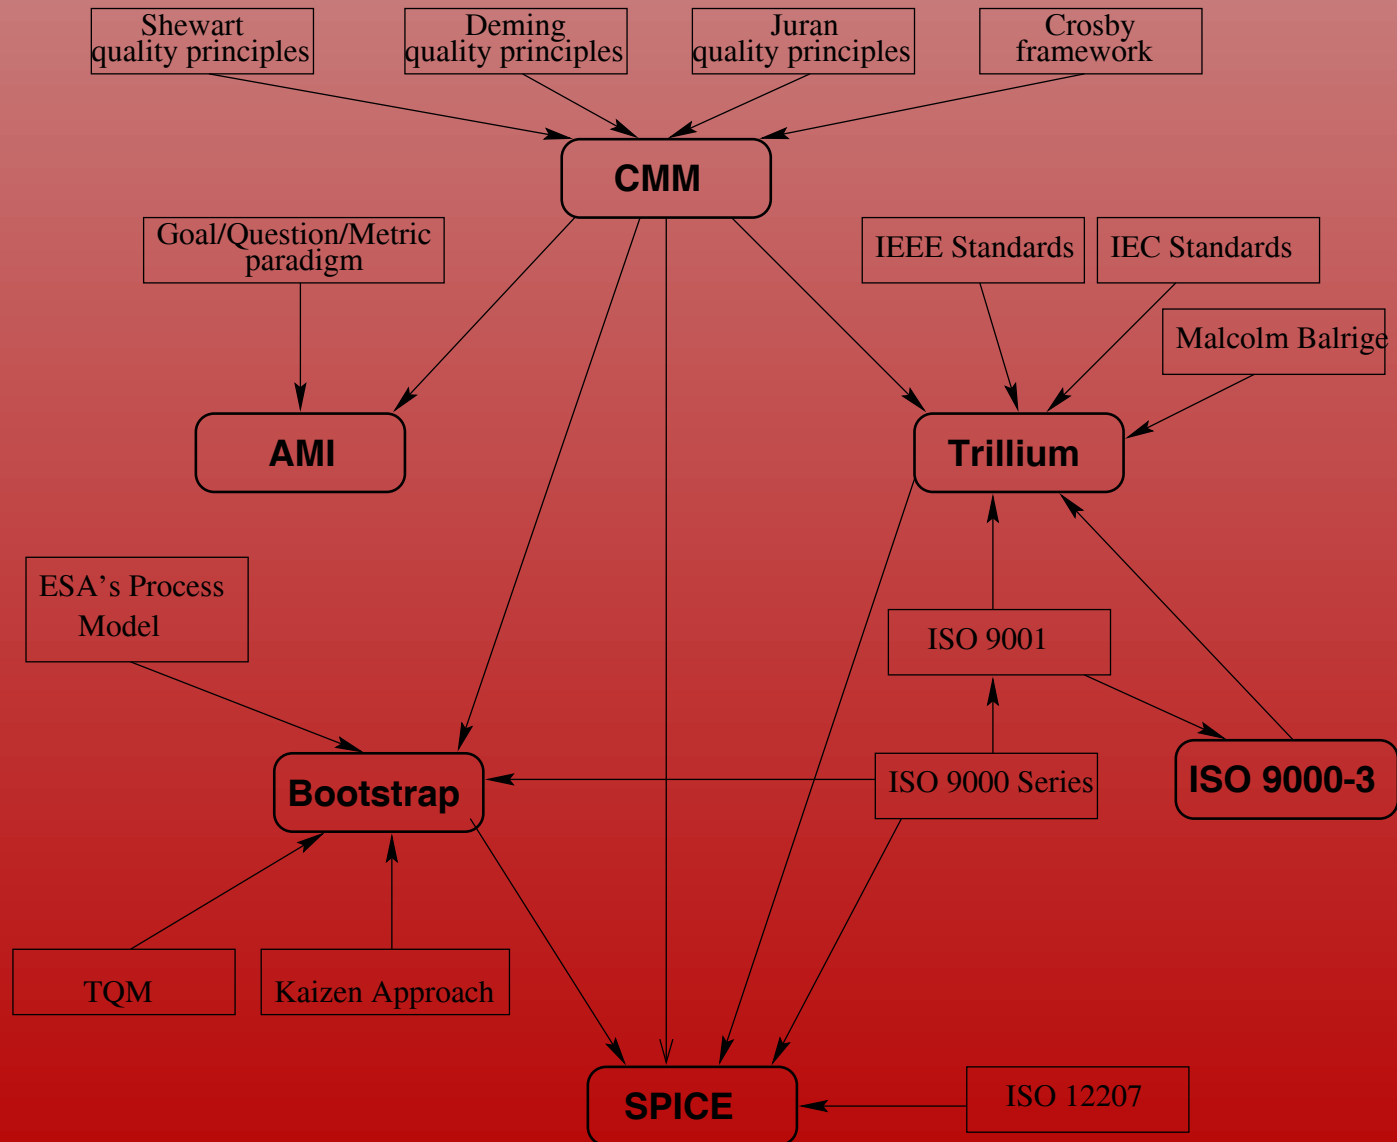 Shewart
quality principles
Deming
quality principles
Juran
quality principles
Crosby
framework
CMM
Goal/Question/Metric
paradigm
IEEE Standards
IEC Standards
Malcolm Balrige
AMI
Trillium
ESA's Process
Model
ISO 9001
Bootstrap
ISO 9000 Series
ISO 9000-3
TQM
Kaizen Approach
SPICE
ISO 12207